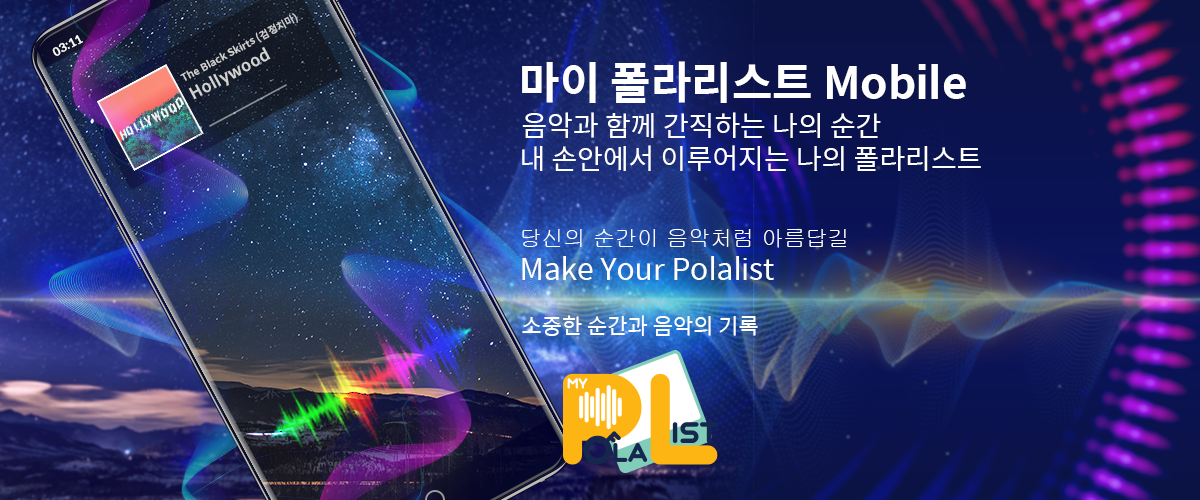 03:11
The Black Skirts (검정치마)
Hollywood
HOLLYWOOD
마이 폴라리스트 Mobile
음악과 함께 간직하는 나의 순간
내 손안에서 이루어지는 나의 폴라리스트
당신의 순간이 음악처럼 아름답길
Make Your Polalist
소중한 순간과 음악의 기록
MY
PL
POLA LIST